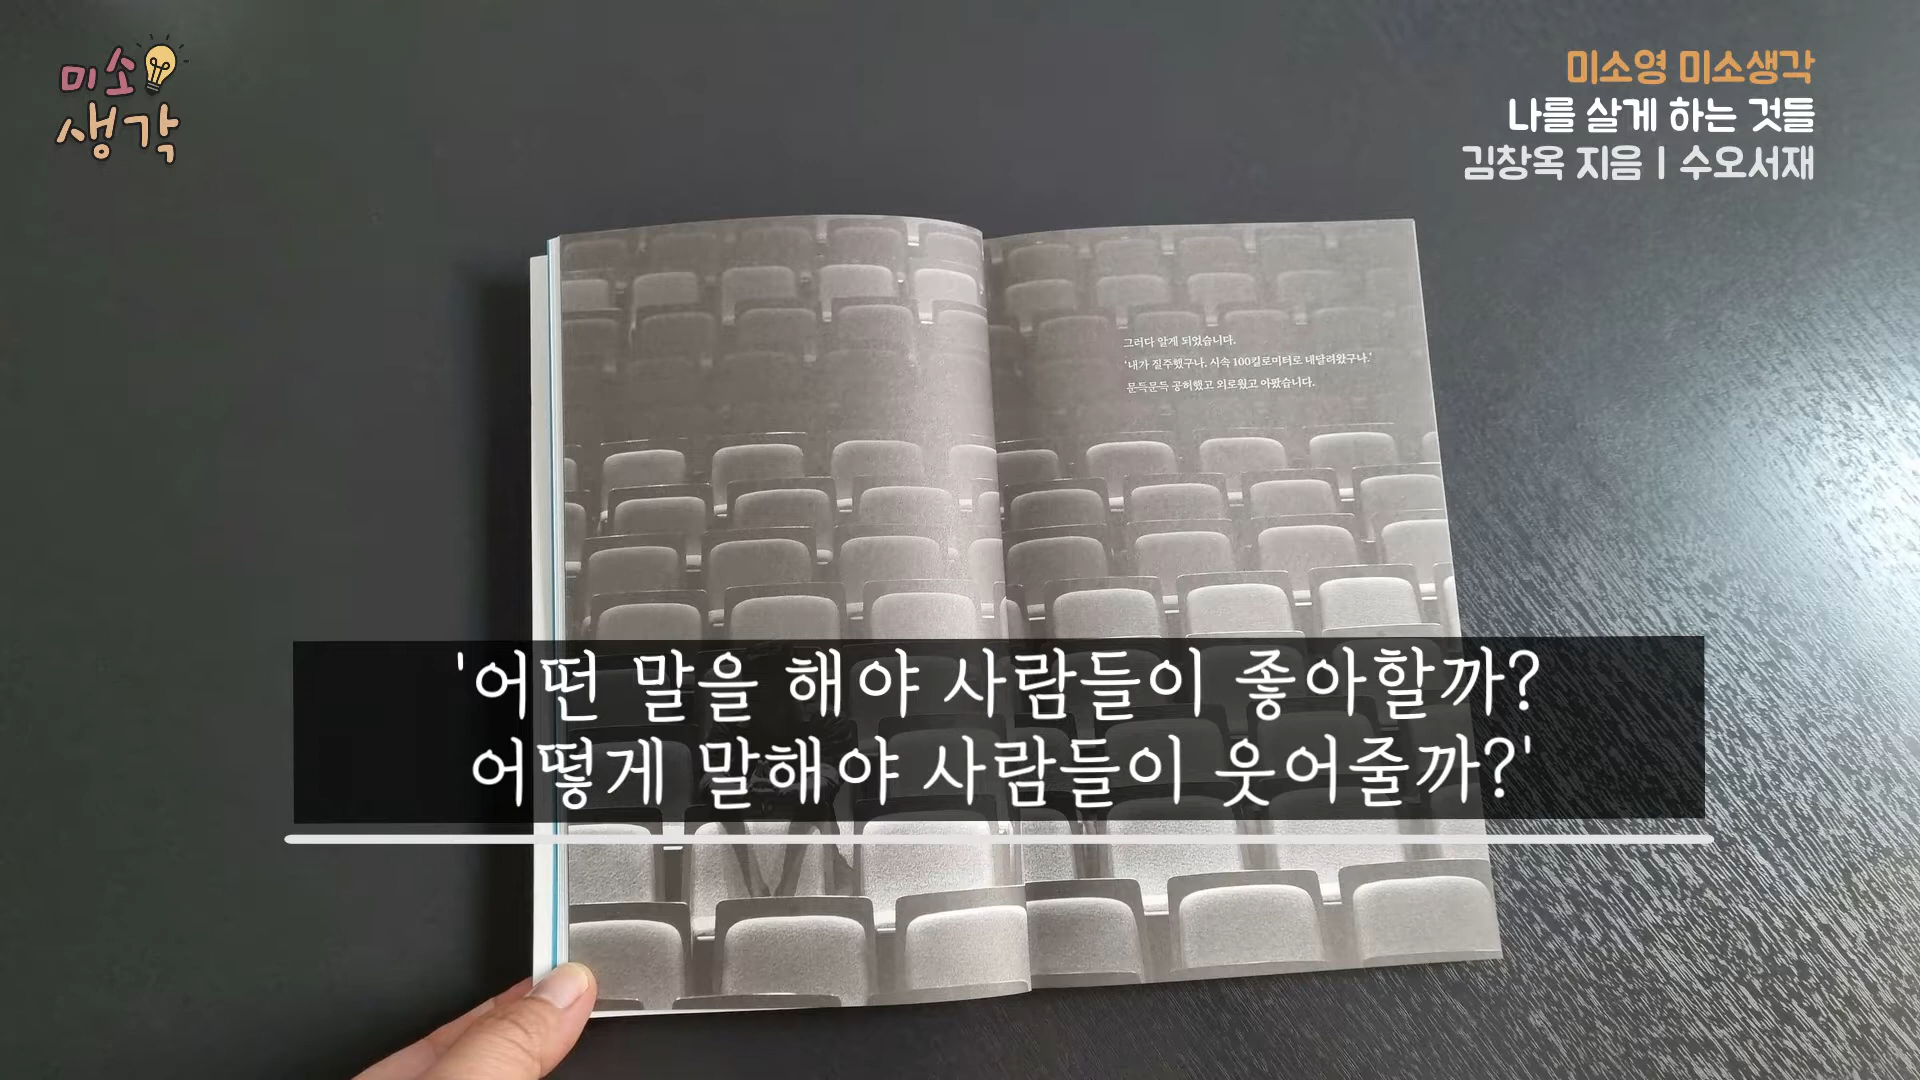 미소
생각
미소영 미소생각
나를 살게 하는 것들
김창옥 지음 | 수오서재
그러다 알게 되었습니다.
'내가 질주했구나. 시속 100킬로미터로 내달려왔구나.'
문득문득 공허했고 외로웠고 아팠습니다.
'어떤 말을 해야 사람들이 좋아할까?
어떻게 말해야 사람들이 웃어줄까?'